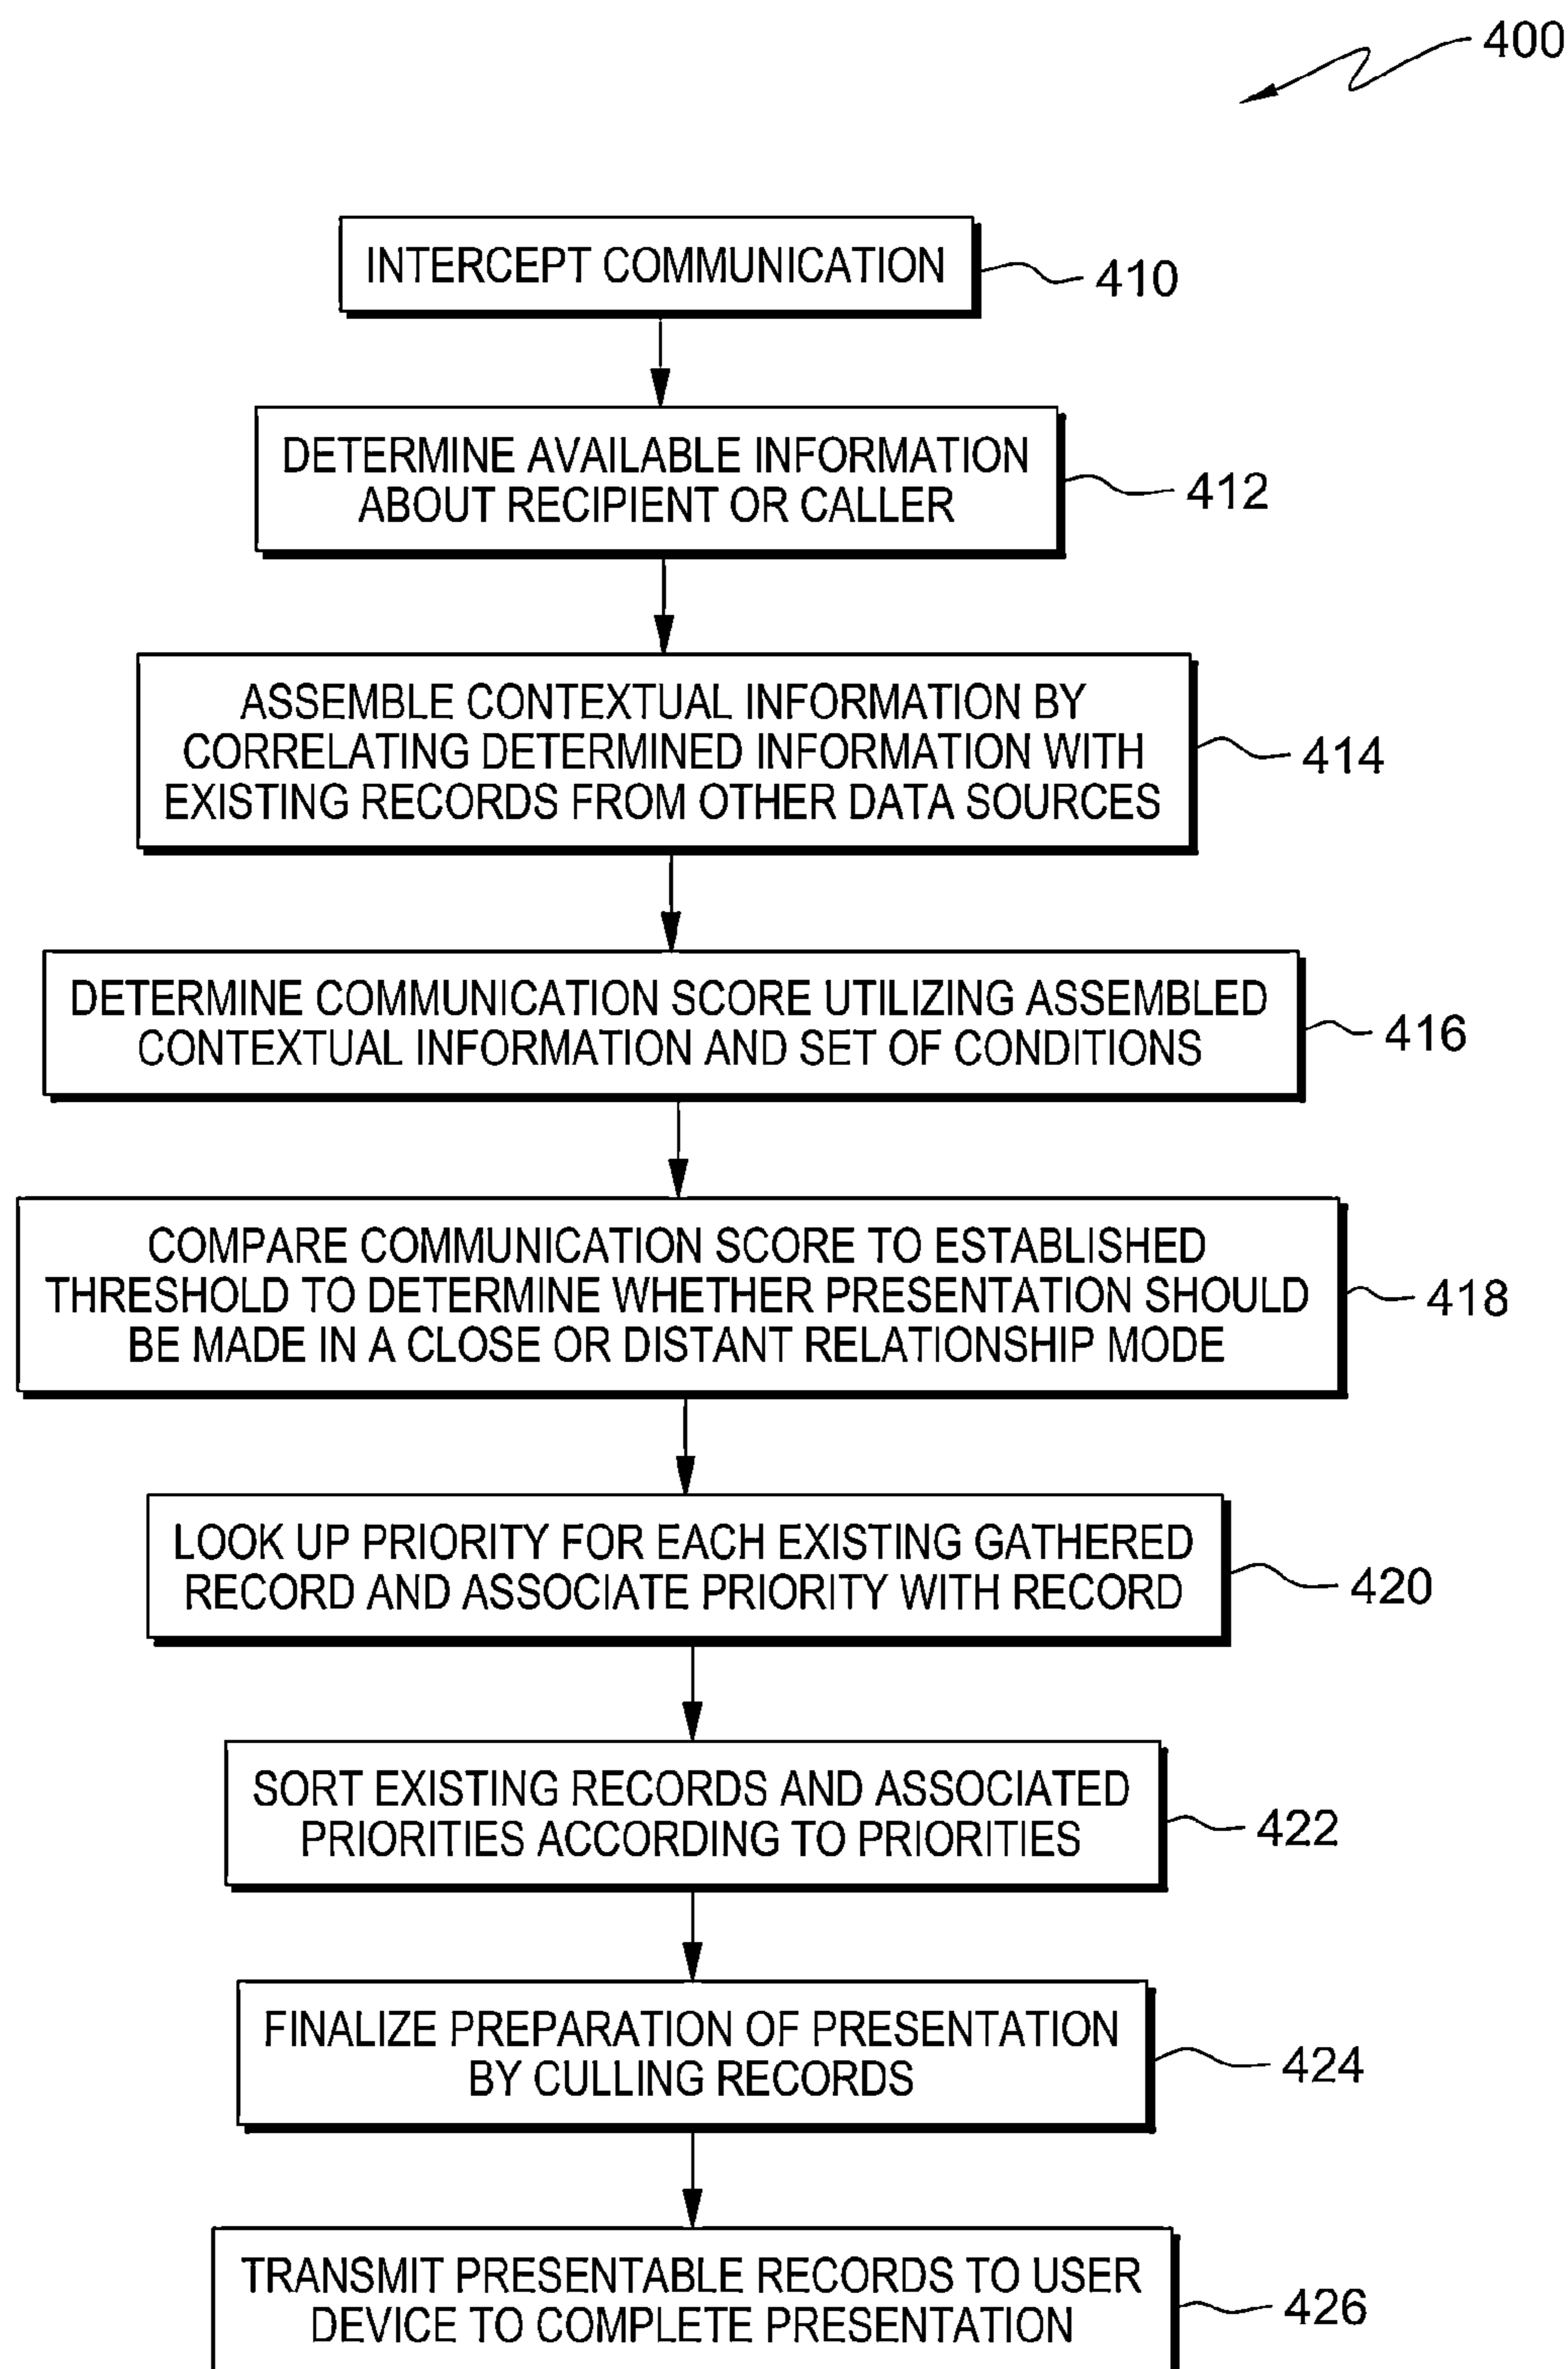 400
INTERCEPT COMMUNICATION
410
DETERMINE AVAILABLE INFORMATION
ABOUT RECIPIENT OR CALLER
412
ASSEMBLE CONTEXTUAL INFORMATION BY
CORRELATING DETERMINED INFORMATION WITH
EXISTING RECORDS FROM OTHER DATA SOURCES
414
DETERMINE COMMUNICATION SCORE UTILIZING ASSEMBLED
CONTEXTUAL INFORMATION AND SET OF CONDITIONS
416
COMPARE COMMUNICATION SCORE TO ESTABLISHED
THRESHOLD TO DETERMINE WHETHER PRESENTATION SHOULD
BE MADE IN A CLOSE OR DISTANT RELATIONSHIP MODE
418
LOOK UP PRIORITY FOR EACH EXISTING GATHERED
RECORD AND ASSOCIATE PRIORITY WITH RECORD
420
SORT EXISTING RECORDS AND ASSOCIATED
PRIORITIES ACCORDING TO PRIORITIES
422
FINALIZE PREPARATION OF PRESENTATION
BY CULLING RECORDS
424
TRANSMIT PRESENTABLE RECORDS TO USER
DEVICE TO COMPLETE PRESENTATION
426